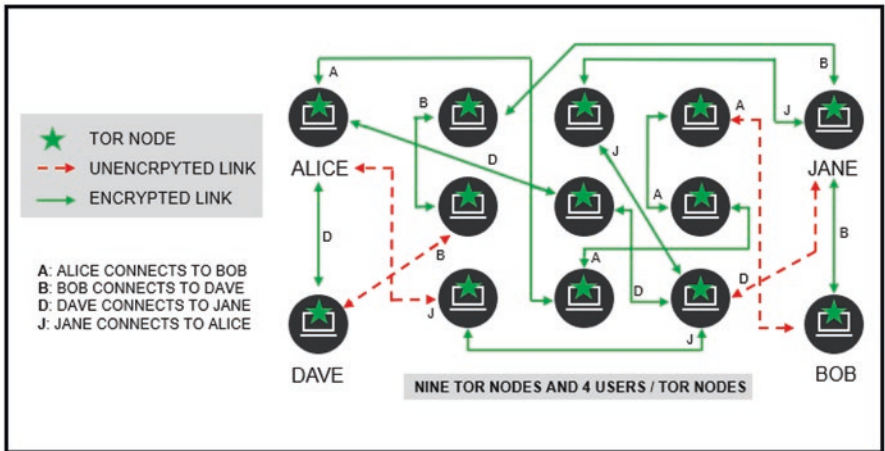 TOR NODE
UNENCRPYTED LINK
ENCRYPTED LINK
A: ALICE CONNECTS TO BOB
B: BOB CONNECTS TO DAVE
D: DAVE CONNECTS TO JANE
J: JANE CONNECTS TO ALICE
A
B
B
A
J
D
J
ALICE
JANE
A
D
B
B
A
D
D
J
J
DAVE
BOB
NINE TOR NODES AND 4 USERS / TOR NODES